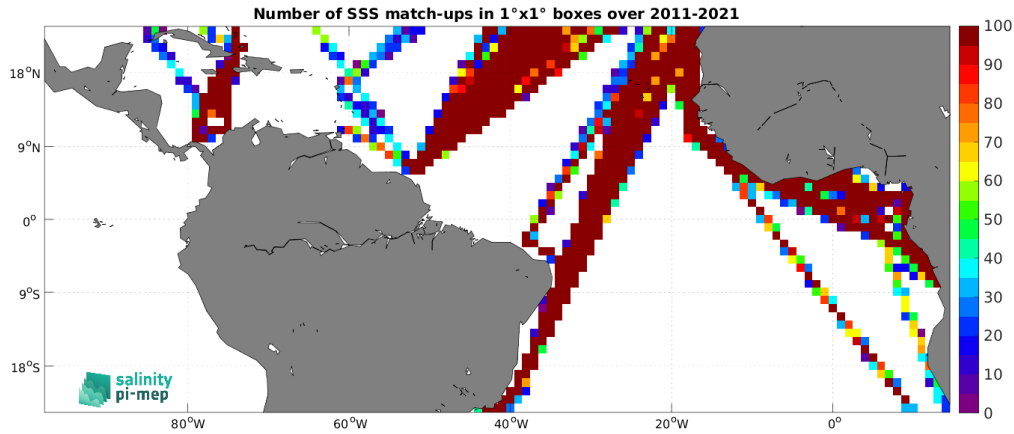 Number of SSS match-ups in 1°x1° boxes over 2011-2021
100
90
18°N
80
70
9°N
60
50
0°
40
30
9°S
20
18°S
10
salinity
pi-mep
0
80°W 60°W 40°W 20°W 0°